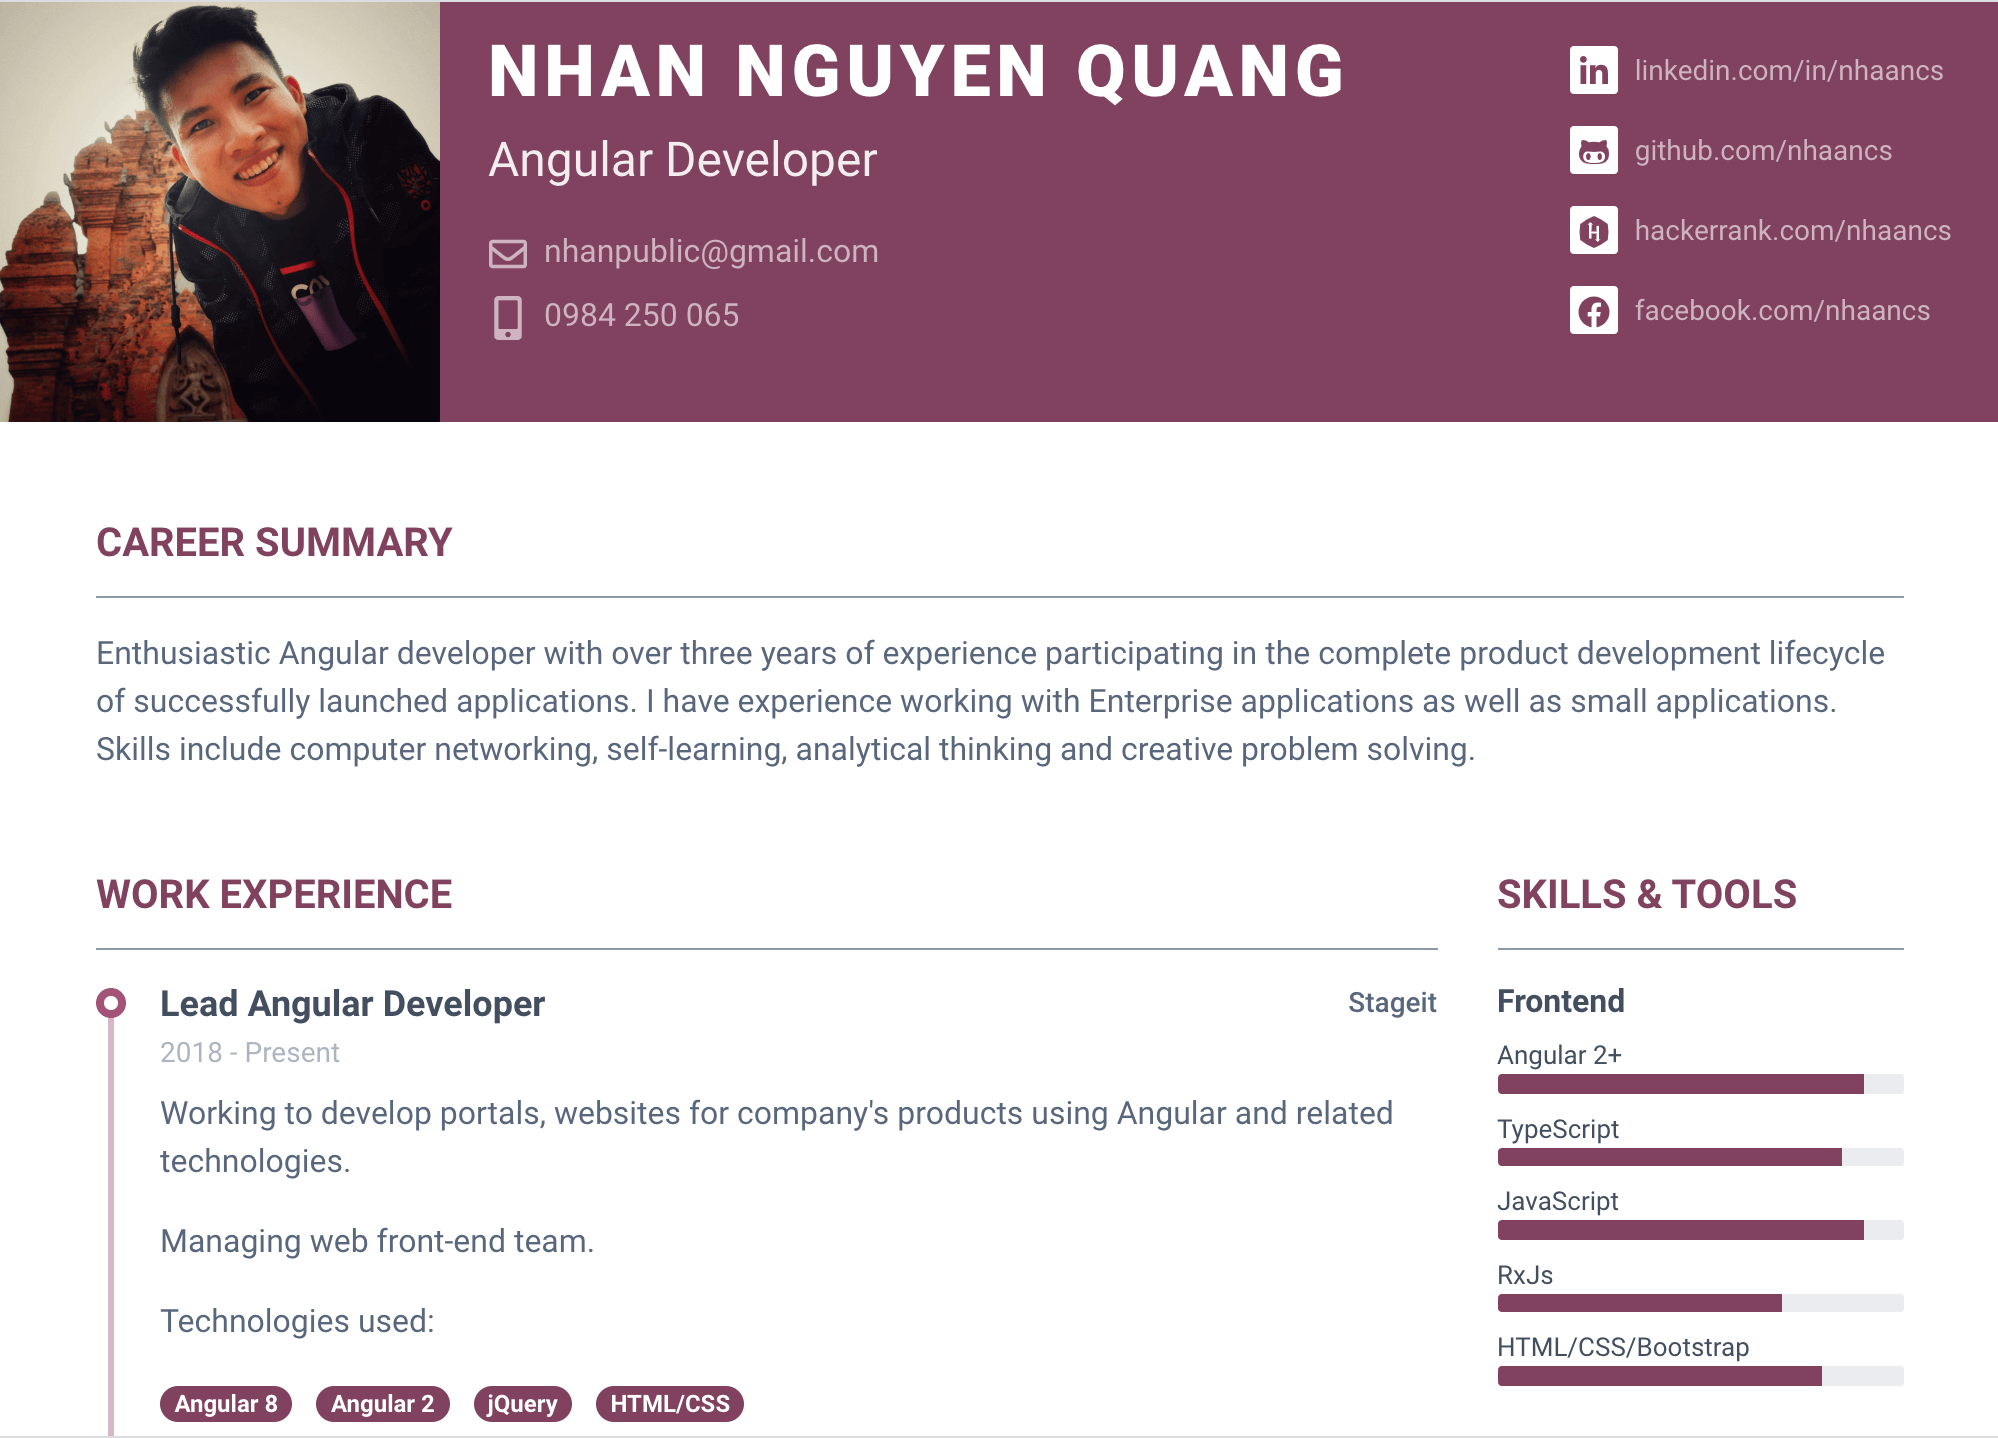 NHAN NGUYEN QUANG
Angular Developer
nhanpublic@gmail.com
0984 250 065
linkedin.com/in/nhaancs
github.com/nhaancs
hackerrank.com/nhaancs
facebook.com/nhaancs
CAREER SUMMARY
Enthusiastic Angular developer with over three years of experience participating in the complete product development lifecycle
of successfully launched applications. I have experience working with Enterprise applications as well as small applications.
Skills include computer networking, self-learning, analytical thinking and creative problem solving.
WORK EXPERIENCE
Lead Angular Developer
Stageit
2018 - Present
Working to develop portals, websites for company's products using Angular and related
technologies.
Managing web front-end team.
Technologies used:
Angular 8 Angular 2 jQuery HTML/CSS
SKILLS & TOOLS
Frontend
Angular 2+
TypeScript
JavaScript
RxJs
HTML/CSS/Bootstrap